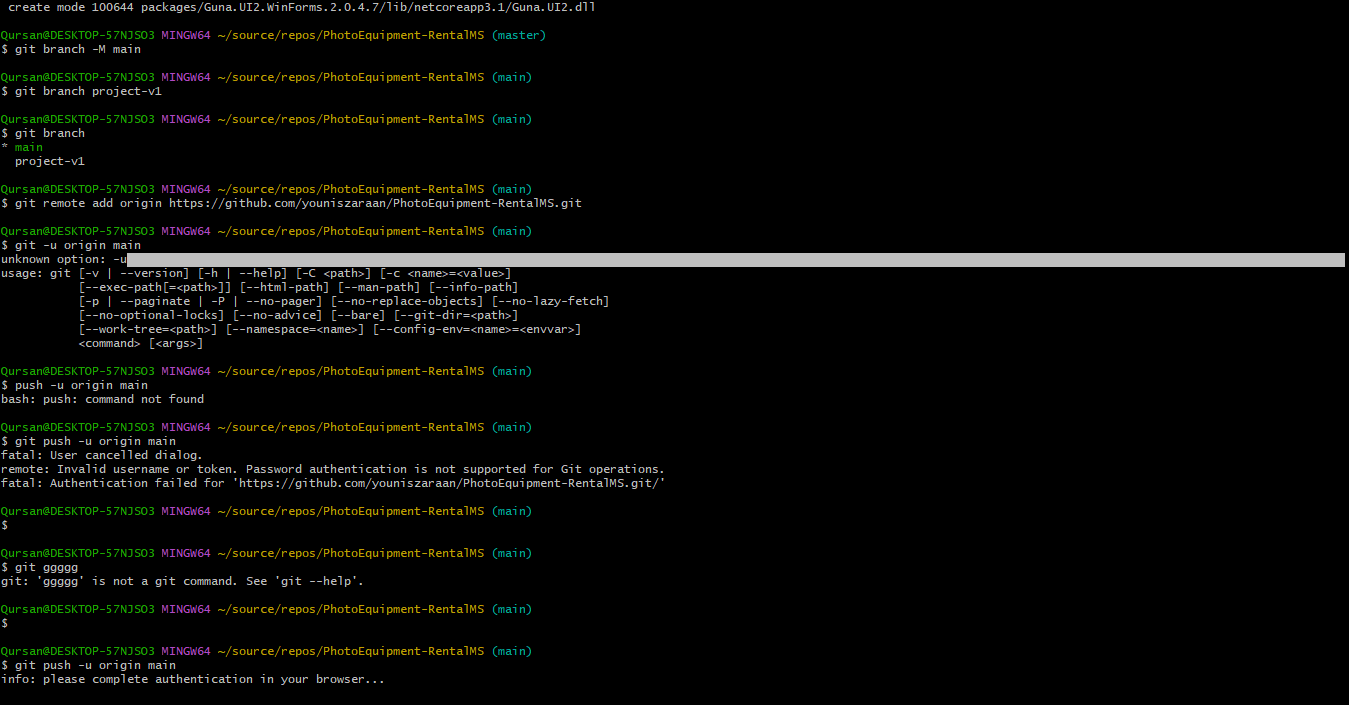 create mode 100644 packages/Guna.UI2.WinForms.2.0.4.7/lib/netcoreapp3.1/Guna.UI2.dll
Qursan@DESKTOP-57NJSO3 MINGW64 ~/source/repos/PhotoEquipment-RentalMS (master)
$ git branch -M main
Qursan@DESKTOP-57NJSO3 MINGW64 ~/source/repos/PhotoEquipment-RentalMS (main)
$ git branch project-v1
Qursan@DESKTOP-57NJSO3 MINGW64 ~/source/repos/PhotoEquipment-RentalMS (main)
$ git branch
* main
  project-v1
Qursan@DESKTOP-57NJSO3 MINGW64 ~/source/repos/PhotoEquipment-RentalMS (main)
$ git remote add origin https://github.com/youniszaraan/PhotoEquipment-RentalMS.git
Qursan@DESKTOP-57NJSO3 MINGW64 ~/source/repos/PhotoEquipment-RentalMS (main)
$ git -u origin main
unknown option: -u
usage: git [-v | --version] [-h | --help] [-C <path>] [-c <name>=<value>]
           [--exec-path[=<path>]] [--html-path] [--man-path] [--info-path]
           [-p | --paginate | -P | --no-pager] [--no-replace-objects] [--no-lazy-fetch]
           [--no-optional-locks] [--no-advice] [--bare] [--git-dir=<path>]
           [--work-tree=<path>] [--namespace=<name>] [--config-env=<name>=<envvar>]
           <command> [<args>]
Qursan@DESKTOP-57NJSO3 MINGW64 ~/source/repos/PhotoEquipment-RentalMS (main)
$ push -u origin main
bash: push: command not found
Qursan@DESKTOP-57NJSO3 MINGW64 ~/source/repos/PhotoEquipment-RentalMS (main)
$ git push -u origin main
fatal: User cancelled dialog.
remote: Invalid username or token. Password authentication is not supported for Git operations.
fatal: Authentication failed for 'https://github.com/youniszaraan/PhotoEquipment-RentalMS.git/'
Qursan@DESKTOP-57NJSO3 MINGW64 ~/source/repos/PhotoEquipment-RentalMS (main)
$
Qursan@DESKTOP-57NJSO3 MINGW64 ~/source/repos/PhotoEquipment-RentalMS (main)
$ git ggggg
git: 'ggggg' is not a git command. See 'git --help'.
Qursan@DESKTOP-57NJSO3 MINGW64 ~/source/repos/PhotoEquipment-RentalMS (main)
$
Qursan@DESKTOP-57NJSO3 MINGW64 ~/source/repos/PhotoEquipment-RentalMS (main)
$ git push -u origin main
info: please complete authentication in your browser...